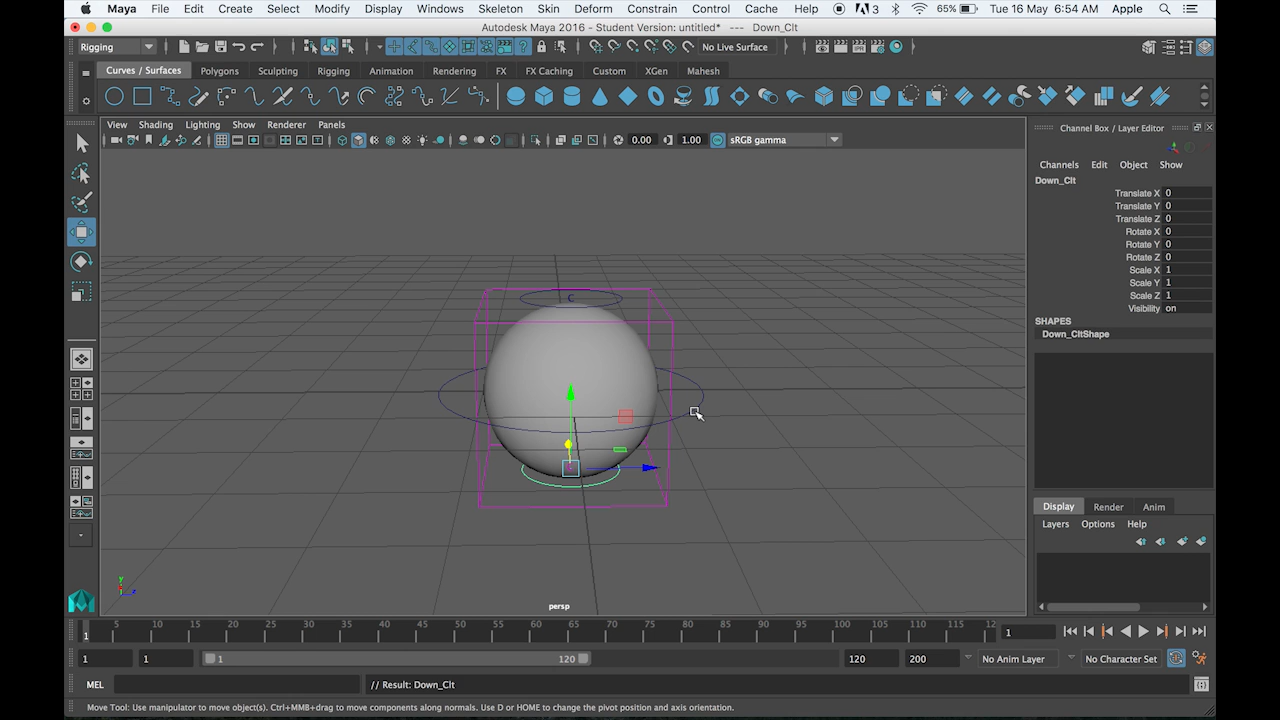 Maya File Edit Create Select Modify Display Windows Skeleton Skin Deform Constrain Control Cache Help 3 65% Tue 16 May 6:54 AM Apple
Autodesk Maya 2016 - Student Version: untitled* --- Down_Clt
Rigging No Live Surface
Curves / Surfaces Polygons Sculpting Rigging Animation Rendering FX FX Caching Custom XGen Mahesh
View Shading Lighting Show Renderer Panels
0.00 1.00 sRGB gamma
Channel Box / Layer Editor
Channels Edit Object Show
Down_Clt
Translate X 0
Translate Y 0
Translate Z 0
Rotate X 0
Rotate Y 0
Rotate Z 0
Scale X 1
Scale Y 1
Scale Z 1
Visibility on
SHAPES
Down_CltShape
C
y
z
persp
Display Render Anim
Layers Options Help
1 5 10 15 20 25 30 35 40 45 50 55 60 65 70 75 80 85 90 95 100 105 110 115 12 1
1 1 1 120 120 200 No Anim Layer No Character Set
MEL // Result: Down_Clt
Move Tool: Use manipulator to move object(s). Ctrl+MMB+drag to move components along normals. Use D or HOME to change the pivot position and axis orientation.